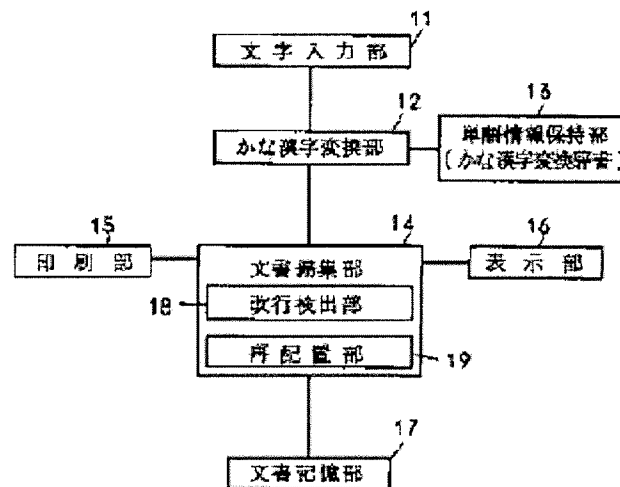 11
文字入力部
12
かな漢字変換部
13
単語情報保持部
(かな漢字変換辞書)
15
印刷部
14
文書編集部
16
表示部
18
改行検出部
再配置部
19
17
文書記憶部